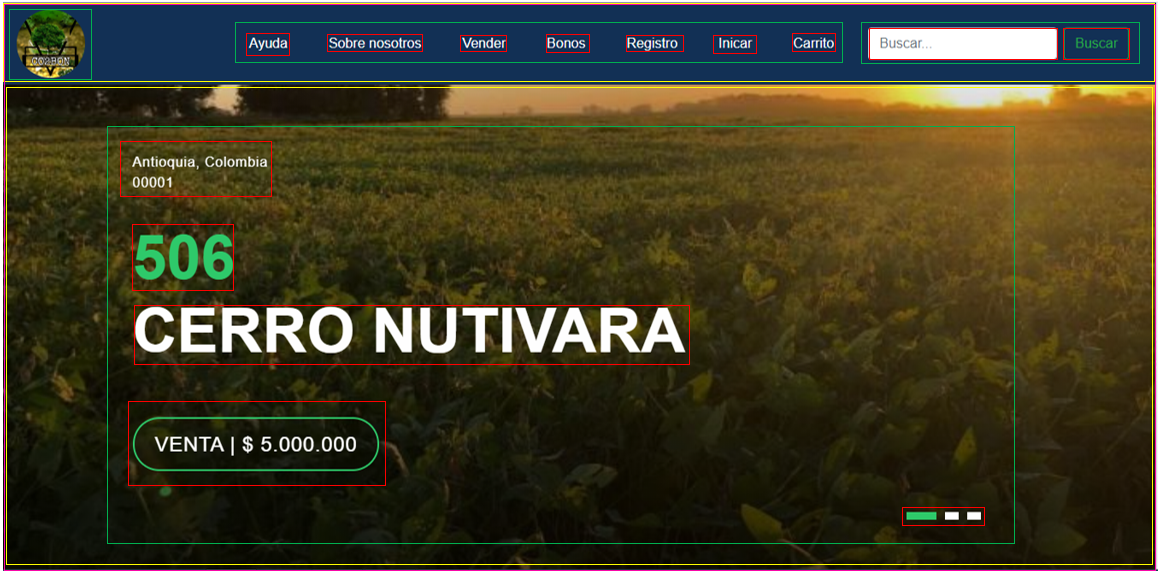 CO2BON
Ayuda
Sobre nosotros
Vender
Bonos
Registro
Inicar
Carrito
Buscar...
Buscar
Antioquia, Colombia
00001
506
CERRO NUTIVARA
VENTA | $ 5.000.000